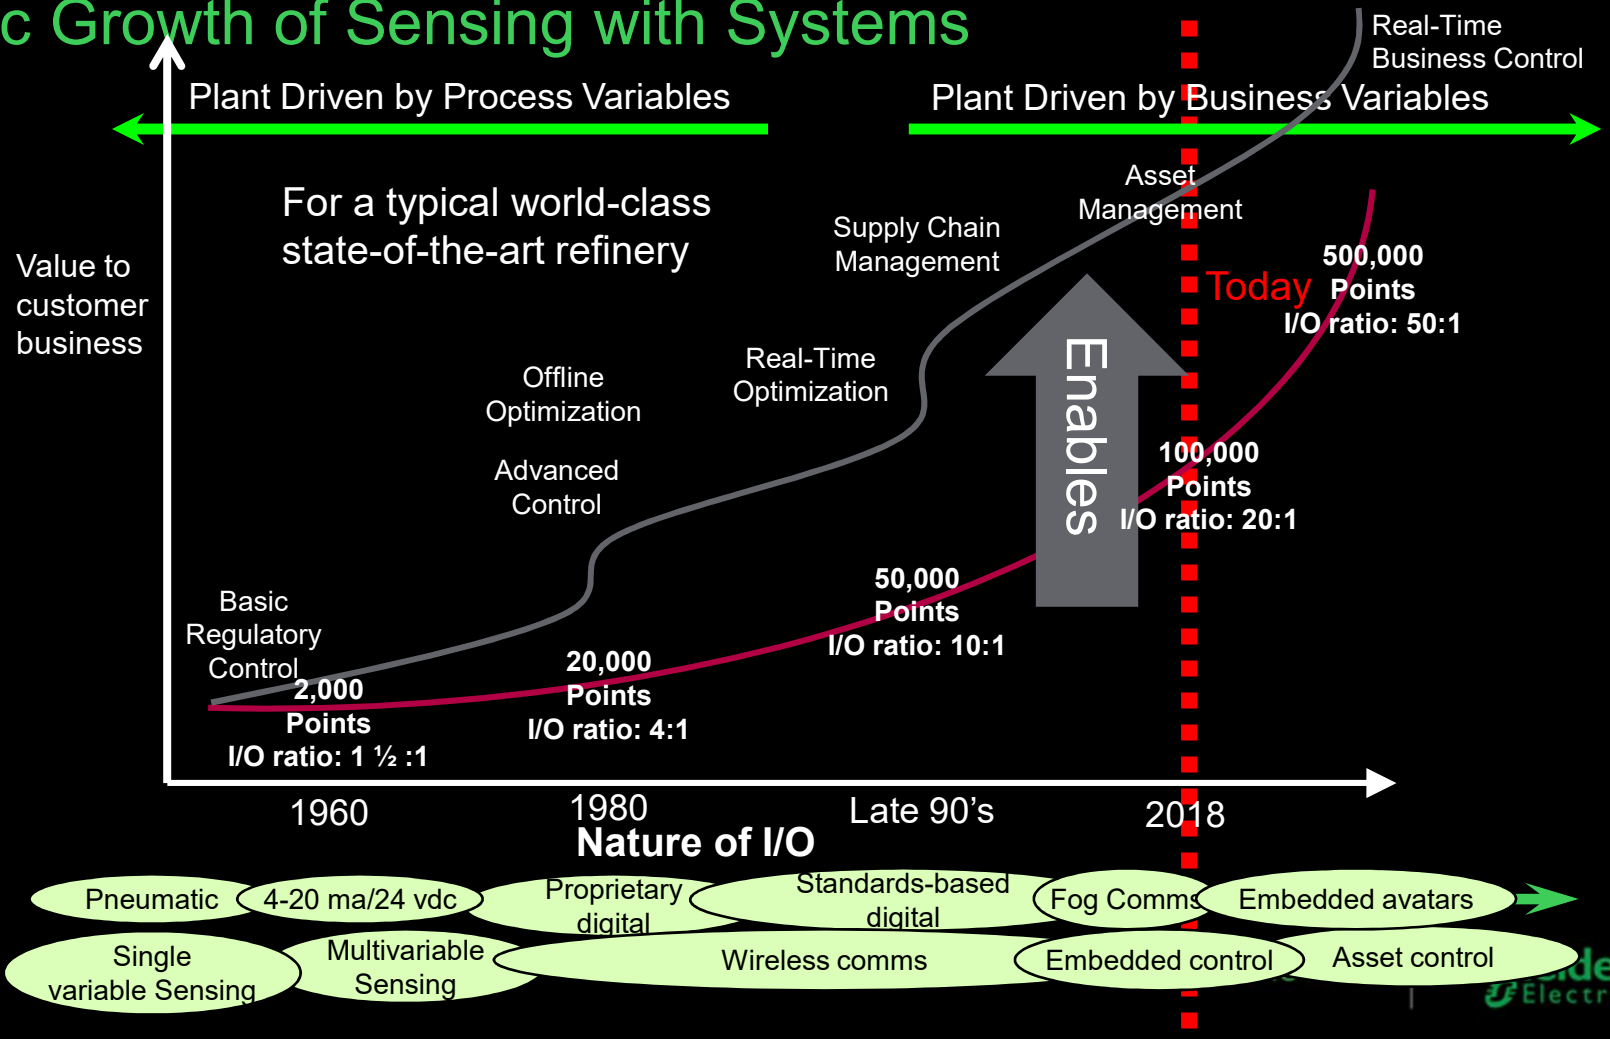 c Growth of Sensing with Systems
Real-Time
Business Control
Plant Driven by Process Variables
Plant Driven by Business Variables
For a typical world-class
state-of-the-art refinery
Asset
Management
Supply Chain
Management
Value to
customer
business
Today
500,000
Points
I/O ratio: 50:1
Offline
Optimization
Real-Time
Optimization
Enables
Advanced
Control
100,000
Points
I/O ratio: 20:1
50,000
Points
I/O ratio: 10:1
Basic
Regulatory
Control
20,000
Points
I/O ratio: 4:1
2,000
Points
I/O ratio: 1 ½ :1
1960
1980
Late 90’s
2018
Nature of I/O
Pneumatic
4-20 ma/24 vdc
Proprietary
digital
Standards-based
digital
Fog Comms
Embedded avatars
Single
variable Sensing
Multivariable
Sensing
Wireless comms
Embedded control
Asset control
Electr